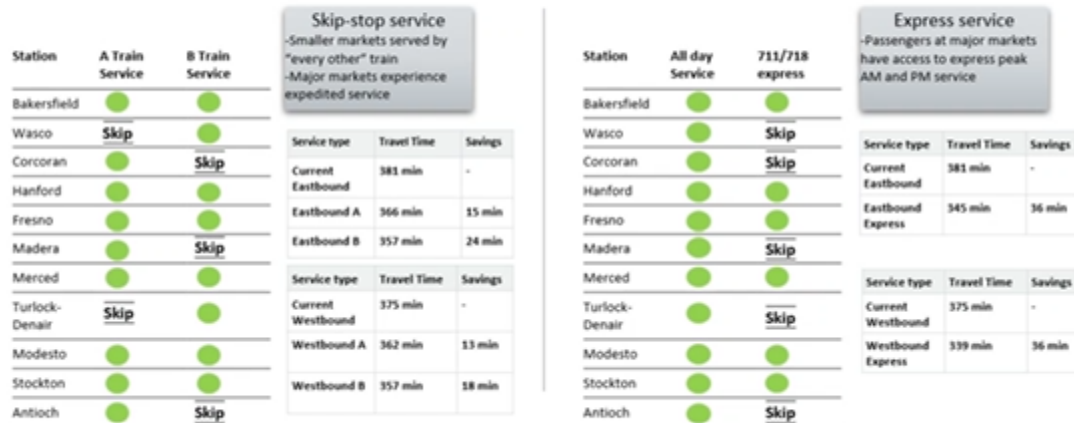 Skip-stop service
-Smaller markets served by
"every other" train
-Major markets experience
expedited service
Station A Train Service B Train Service
Bakersfield
Wasco Skip
Corcoran Skip
Hanford
Fresno
Madera Skip
Merced
Turlock-
Denair Skip
Modesto
Stockton
Antioch Skip
Service type Travel Time Savings
Current Eastbound 381 min -
Eastbound A 366 min 15 min
Eastbound B 357 min 24 min
Service type Travel Time Savings
Current Westbound 375 min -
Westbound A 362 min 13 min
Westbound B 357 min 18 min
Express service
-Passengers at major markets
have access to express peak
AM and PM service
Station All day Service 711/718 express
Bakersfield
Wasco Skip
Corcoran Skip
Hanford
Fresno
Madera Skip
Merced
Turlock-
Denair Skip
Modesto
Stockton
Antioch Skip
Service type Travel Time Savings
Current Eastbound 381 min -
Eastbound Express 345 min 36 min
Service type Travel Time Savings
Current Westbound 375 min -
Westbound Express 339 min 36 min